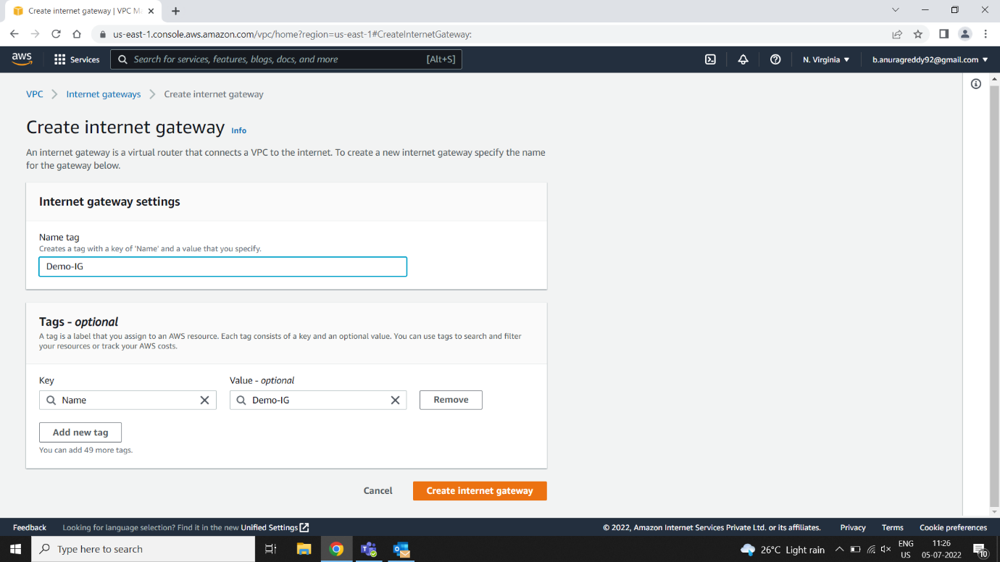 Create internet gateway | VPC M
us-east-1.console.aws.amazon.com/vpc/home?region=us-east-1#CreateInternetGateway:
aws
Services
Search for services, features, blogs, docs, and more
[Alt+S]
N. Virginia
b.anuragreddy92@gmail.com
VPC
Internet gateways
Create internet gateway
Create internet gateway Info
An internet gateway is a virtual router that connects a VPC to the internet. To create a new internet gateway specify the name
for the gateway below.
Internet gateway settings
Name tag
Creates a tag with a key of 'Name' and a value that you specify.
Demo-IG
Tags - optional
A tag is a label that you assign to an AWS resource. Each tag consists of a key and an optional value. You can use tags to search and filter
your resources or track your AWS costs.
Key
Value - optional
Name
Demo-IG
Remove
Add new tag
You can add 49 more tags.
Cancel
Create internet gateway
Feedback
Looking for language selection? Find it in the new Unified Settings
© 2022, Amazon Internet Services Private Ltd. or its affiliates.
Privacy
Terms
Cookie preferences
Type here to search
26°C Light rain
ENG
US
11:26
05-07-2022
10